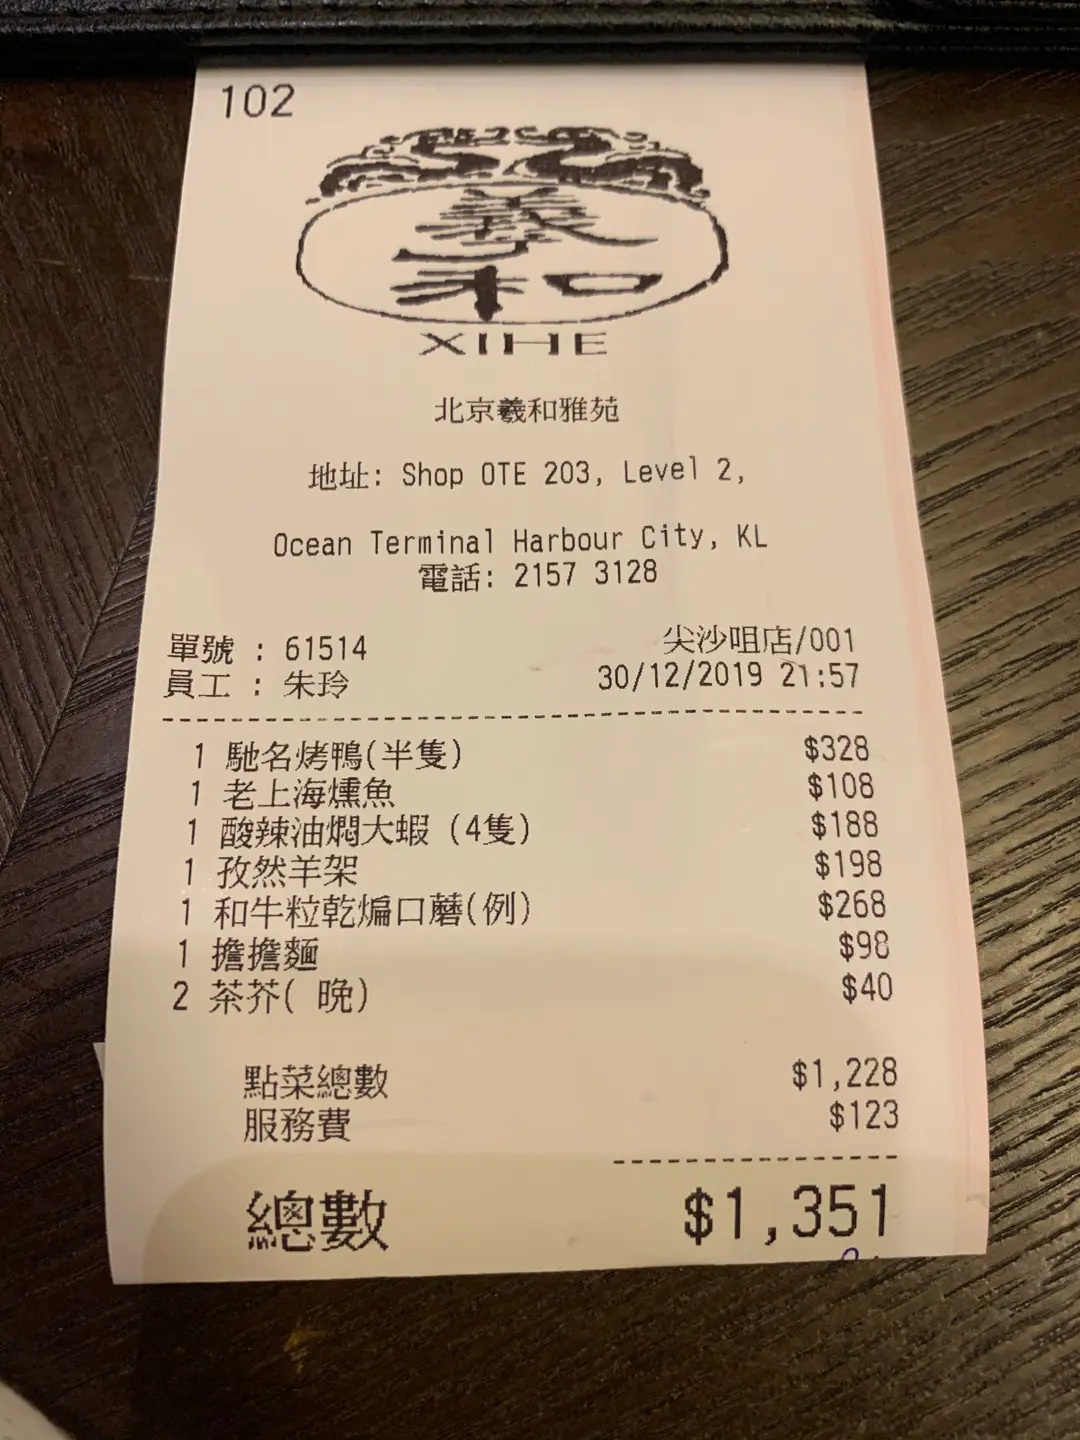 102
羲和
XIHE
北京羲和雅苑
地址: Shop OTE 203, Level 2,
Ocean Terminal Harbour City, KL
電話: 2157 3128
單號 : 61514 尖沙咀店/001
員工 : 朱玲 30/12/2019 21:57
1 馳名烤鴨(半隻) $328
1 老上海燻魚 $108
1 酸辣油燜大蝦 (4隻) $188
1 孜然羊架 $198
1 和牛粒乾煸口蘑(例) $268
1 擔擔麵 $98
2 茶芥( 晚) $40
點菜總數 $1,228
服務費 $123
總數 $1,351